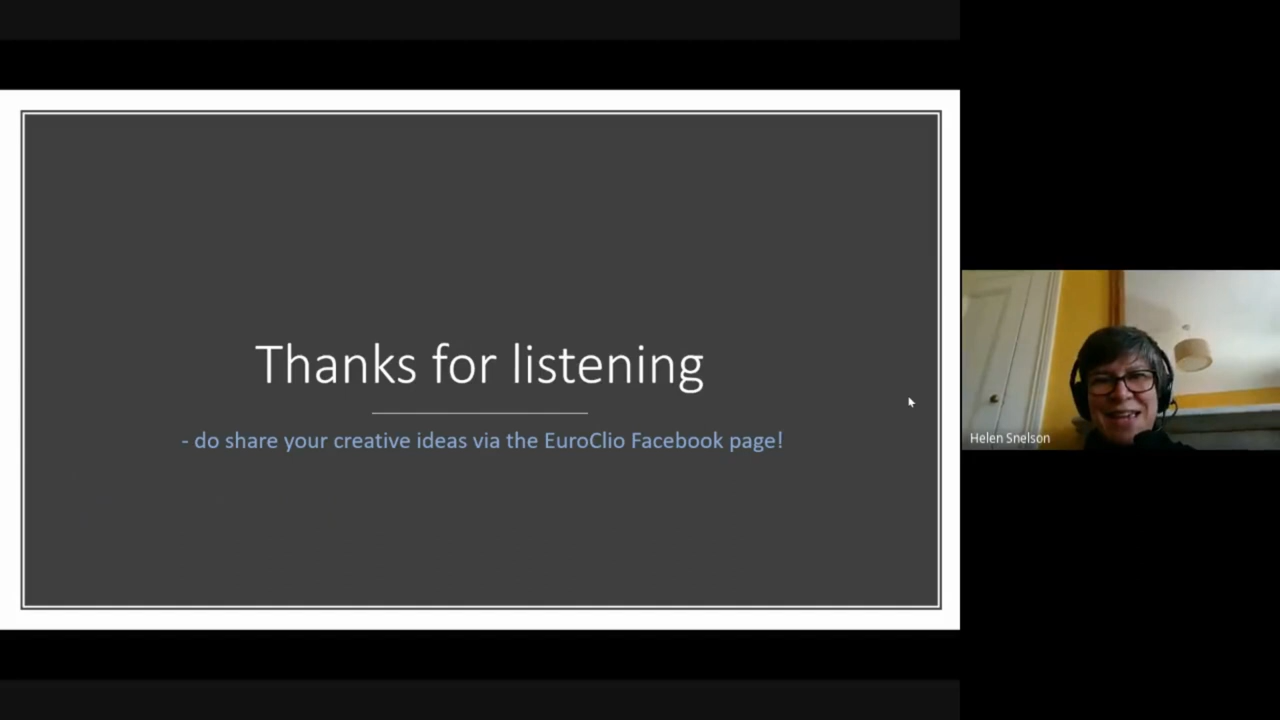 Thanks for listening
- do share your creative ideas via the EuroClio Facebook page!
Helen Snelson